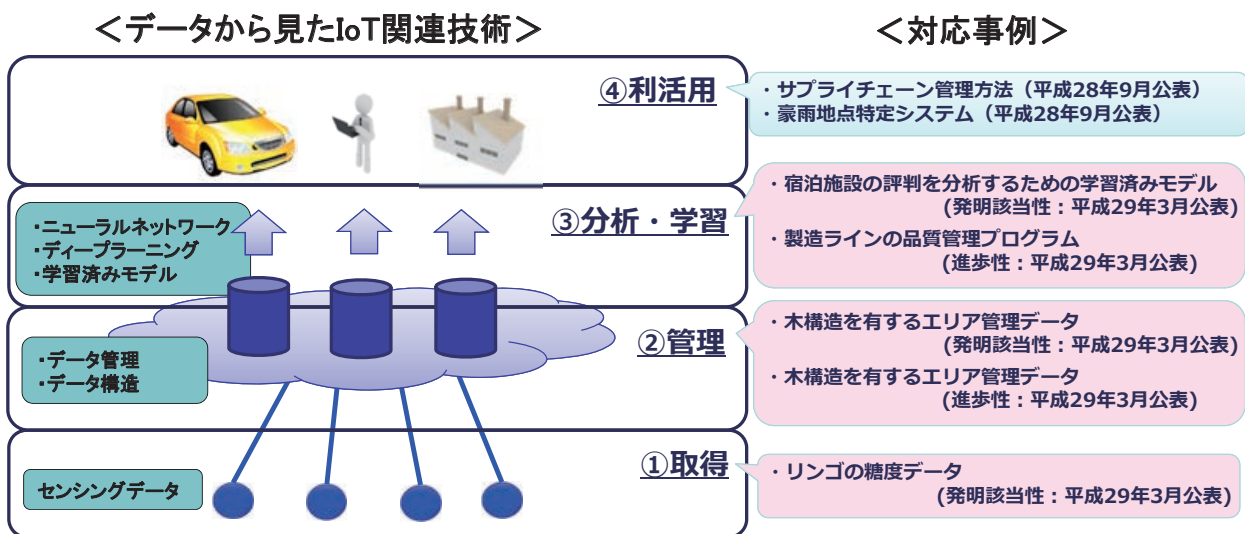 ＜データから見たIoT関連技術＞
＜対応事例＞
④利活用
・サプライチェーン管理方法（平成28年9月公表）
・豪雨地点特定システム（平成28年9月公表）
③分析・学習
・ニューラルネットワーク
・ディープラーニング
・学習済みモデル
・宿泊施設の評判を分析するための学習済みモデル
(発明該当性：平成29年3月公表)
・製造ラインの品質管理プログラム
(進歩性：平成29年3月公表)
②管理
・データ管理
・データ構造
・木構造を有するエリア管理データ
(発明該当性：平成29年3月公表)
・木構造を有するエリア管理データ
(進歩性：平成29年3月公表)
①取得
センシングデータ
・リンゴの糖度データ
(発明該当性：平成29年3月公表)